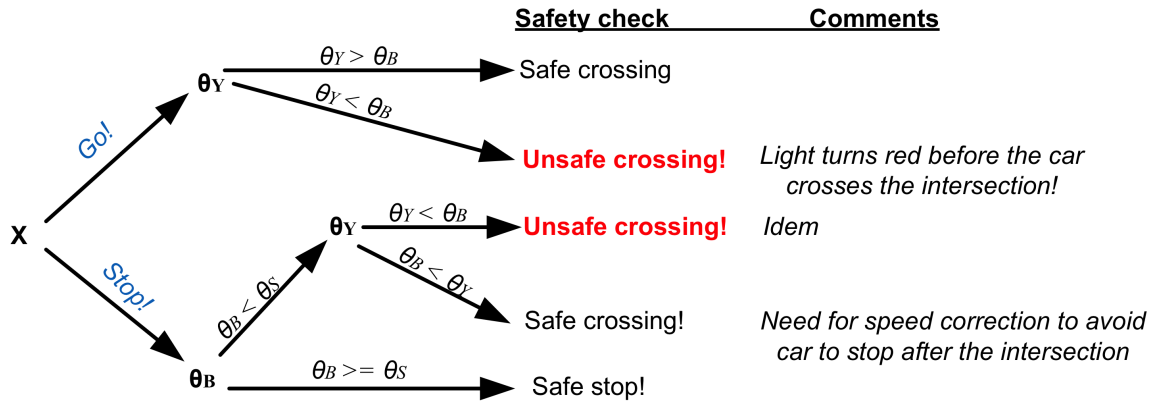 Safety check Comments
θY > θB
Safe crossing
θY
θY < θB
Go!
Unsafe crossing!
Light turns red before the car
crosses the intersection!
X
θY
θY < θB
Unsafe crossing!
Idem
Stop!
θB < θS
θB < θY
Safe crossing!
Need for speed correction to avoid
car to stop after the intersection
θB
θB >= θS
Safe stop!